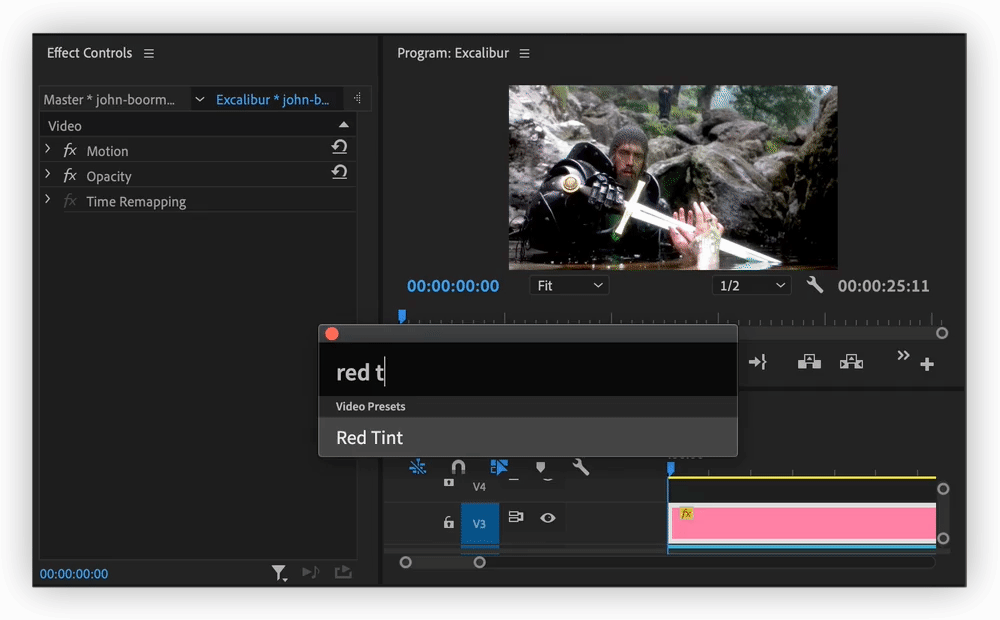 Effect Controls
Program: Excalibur
Master * john-boorm...
Excalibur * john-b...
Video
fx Motion
fx Opacity
fx Time Remapping
00:00:00:00
Fit
1/2
00:00:25:11
red t
Video Presets
Red Tint
V4
V3
fx
00:00:00:00